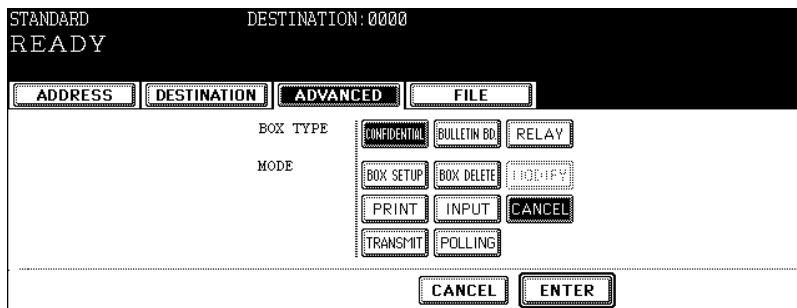 STANDARD DESTINATION:0000
READY
ADDRESS DESTINATION ADVANCED FILE
BOX TYPE CONFIDENTIAL BULLETIN BD. RELAY
MODE BOX SETUP BOX DELETE MODIFY
PRINT INPUT CANCEL
TRANSMIT POLLING
CANCEL ENTER